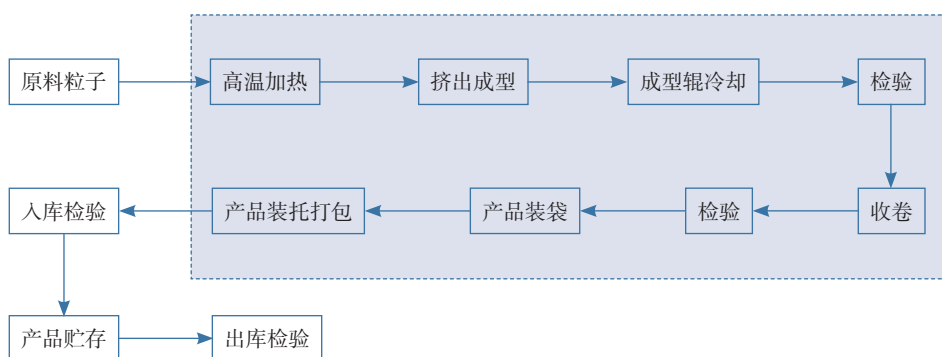 原料粒子
高温加热
挤出成型
成型辊冷却
检验
收卷
检验
产品装袋
产品装托打包
入库检验
产品贮存
出库检验